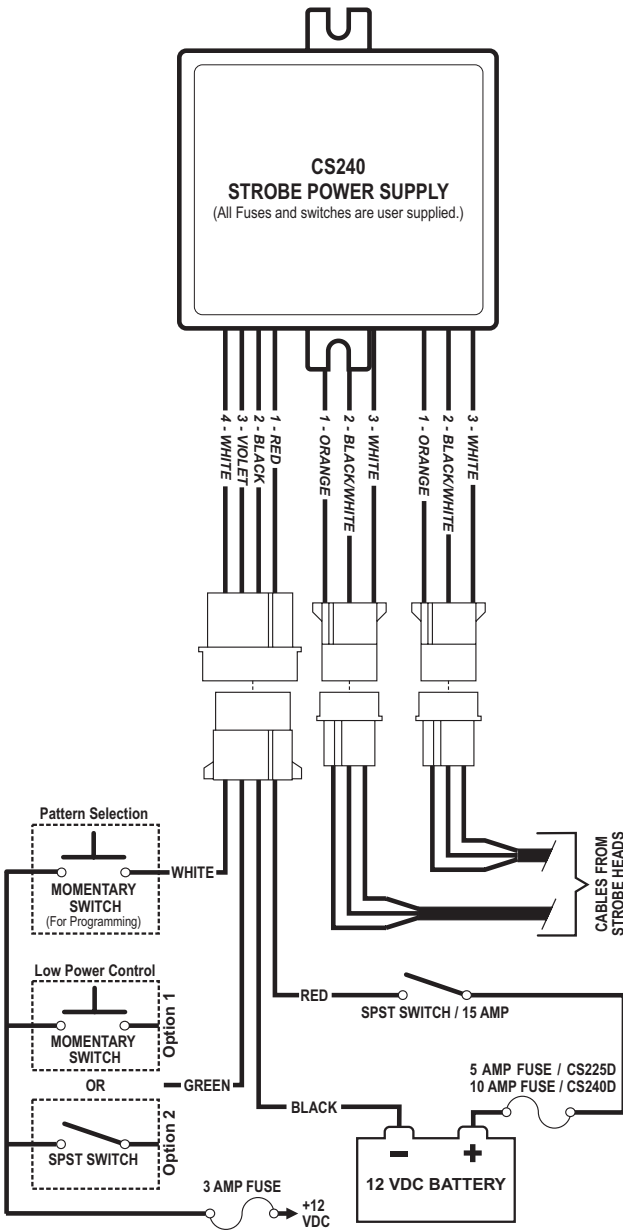 CS240
STROBE POWER SUPPLY
(All Fuses and switches are user supplied.)
4 - WHITE
3 - VIOLET
2 - BLACK
1 - RED
1 - ORANGE
2 - BLACK/WHITE
3 - WHITE
1 - ORANGE
2 - BLACK/WHITE
3 - WHITE
Pattern Selection
MOMENTARY
SWITCH
(For Programming)
WHITE
CABLES FROM
STROBE HEADS
Low Power Control
MOMENTARY
SWITCH
Option 1
OR
GREEN
SPST SWITCH
Option 2
RED
SPST SWITCH / 15 AMP
5 AMP FUSE / CS225D
10 AMP FUSE / CS240D
BLACK
- +
12 VDC BATTERY
3 AMP FUSE
+12
VDC